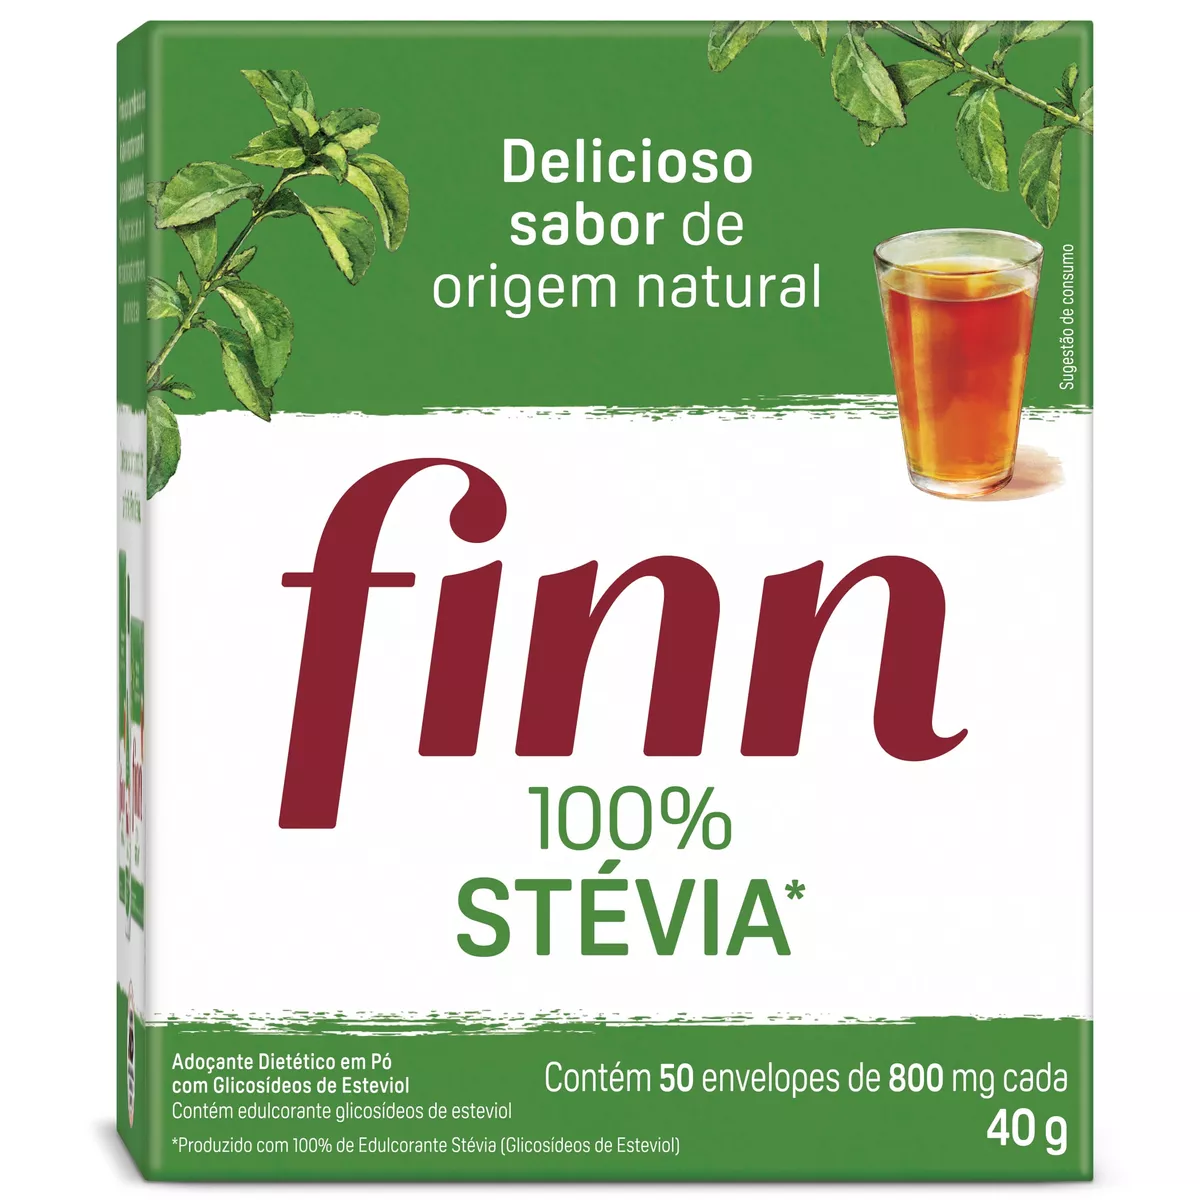 Delicioso
sabor de
origem natural
Sugestão de consumo
finn
100%
STÉVIA*
Adoçante Dietético em Pó
com Glicosídeos de Esteviol
Contém edulcorante glicosídeos de esteviol
*Produzido com 100% de Edulcorante Stévia (Glicosídeos de Esteviol)
Contém 50 envelopes de 800 mg cada
40 g